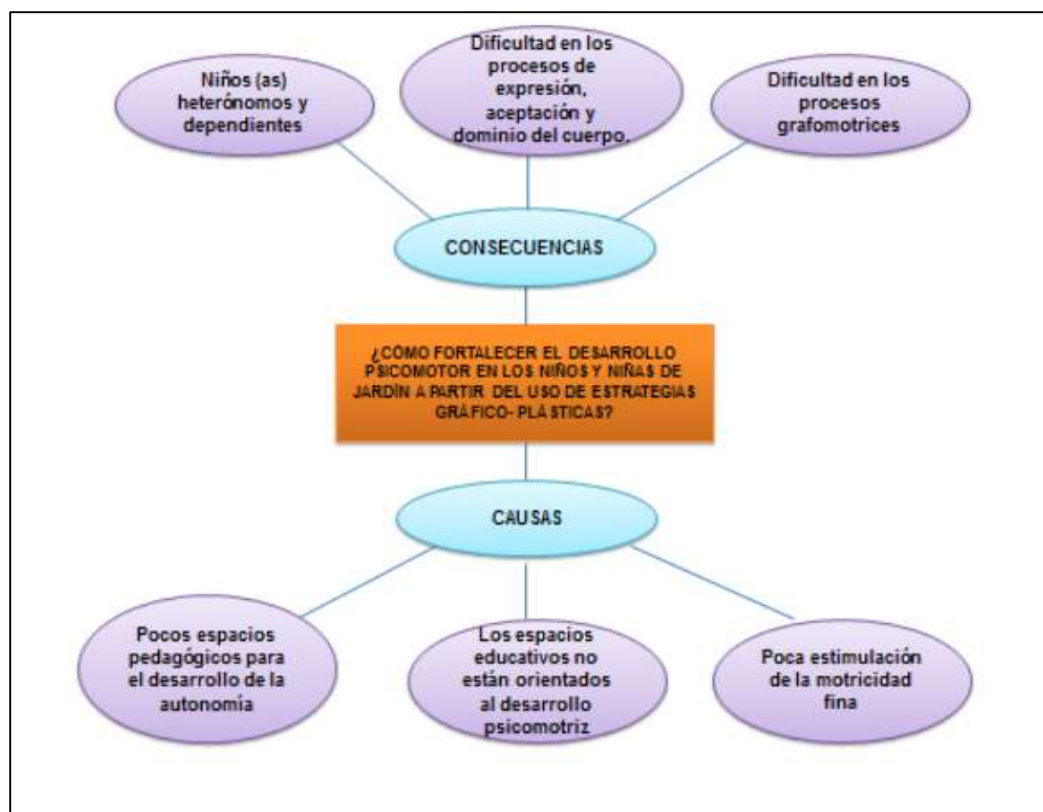 Niños (as)
heterónomos y
dependientes
Dificultad en los
procesos de
expresión,
aceptación y
dominio del cuerpo.
Dificultad en los
procesos
grafomotrices
CONSECUENCIAS
¿CÓMO FORTALECER EL DESARROLLO
PSICOMOTOR EN LOS NIÑOS Y NIÑAS DE
JARDÍN A PARTIR DEL USO DE ESTRATEGIAS
GRÁFICO- PLÁSTICAS?
CAUSAS
Pocos espacios
pedagógicos para
el desarrollo de la
autonomía
Los espacios
educativos no
están orientados
al desarrollo
psicomotriz
Poca estimulación
de la motricidad
fina